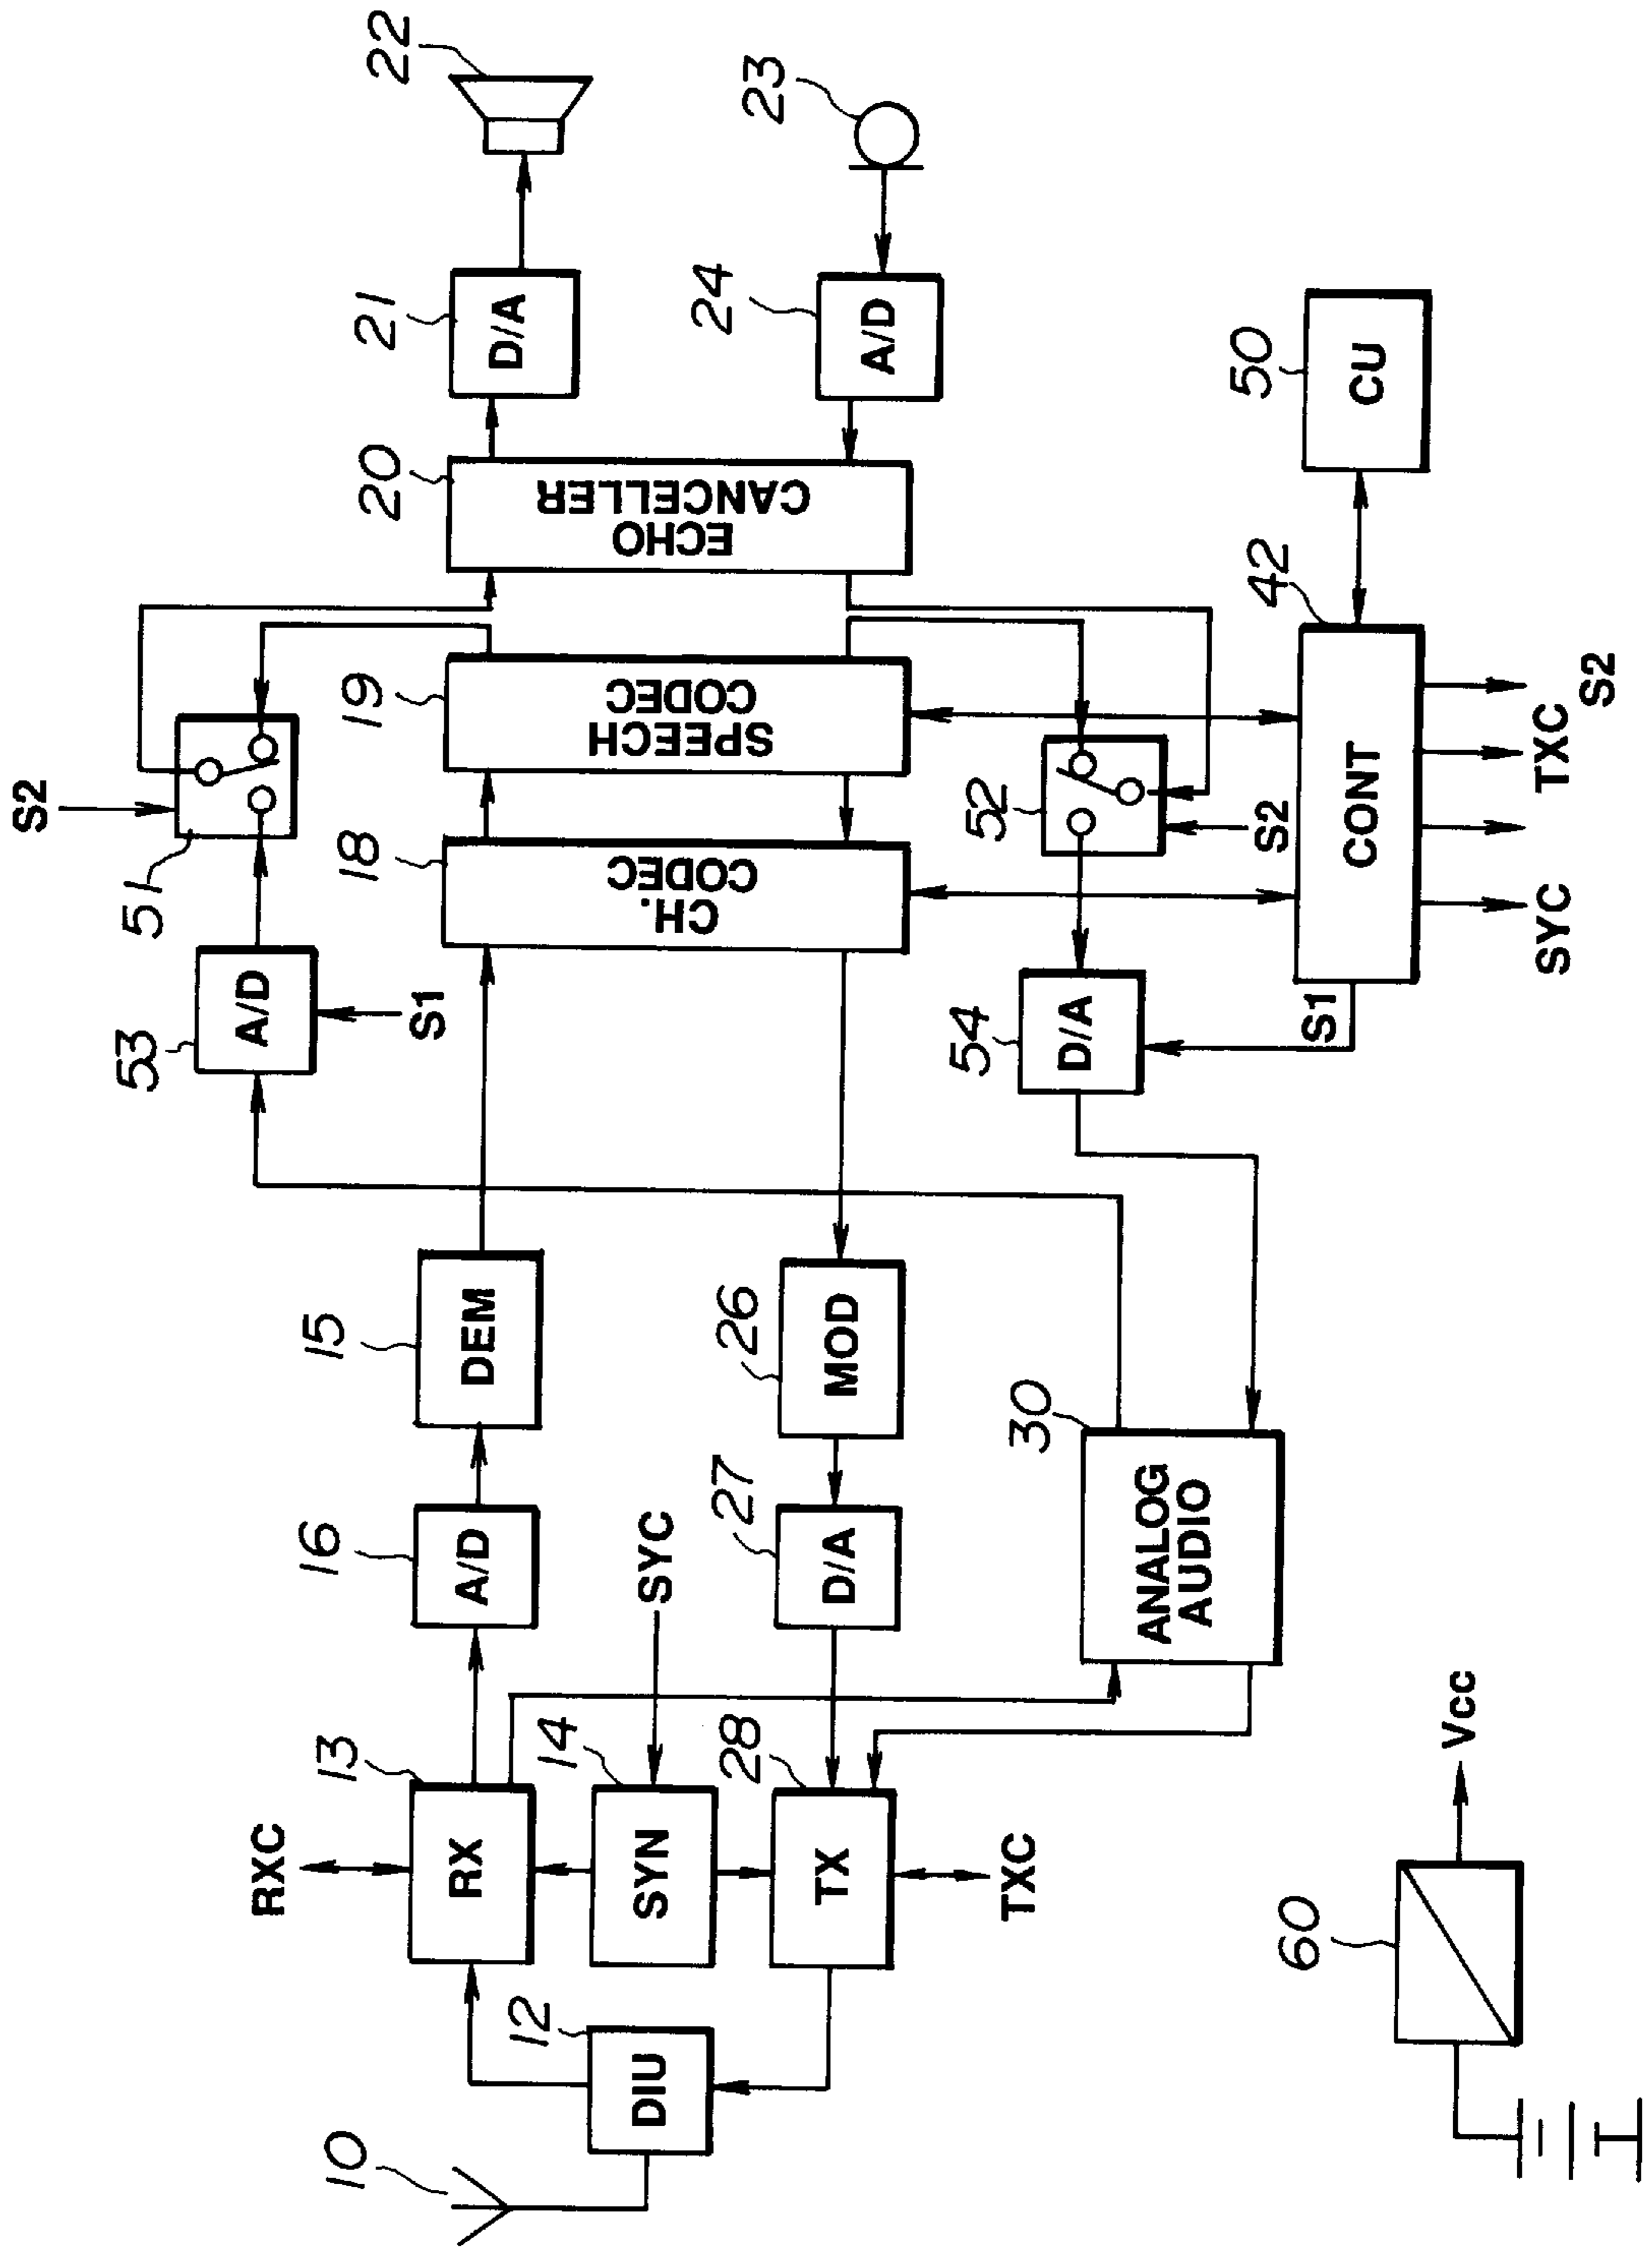 22
23
21
D/A
24
A/D
50
CU
20
ECHO
CANCELLER
42
CONT
S2
TXC
SYC
S1
19
SPEECH
CODEC
18
CH.
CODEC
S2
51
52
S2
53
A/D
S1
54
D/A
15
DEM
26
MOD
30
ANALOG
AUDIO
16
A/D
SYC
27
D/A
13
RX
RXC
14
SYN
28
TX
TXC
12
DIU
10
60
Vcc